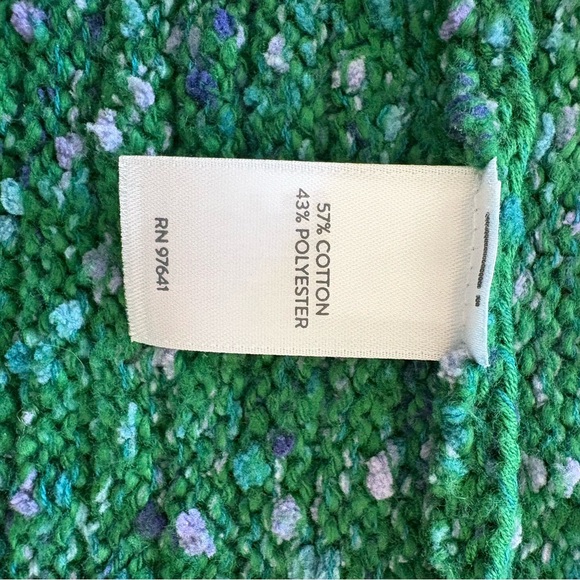 57% COTTON
43% POLYESTER
RN 97641